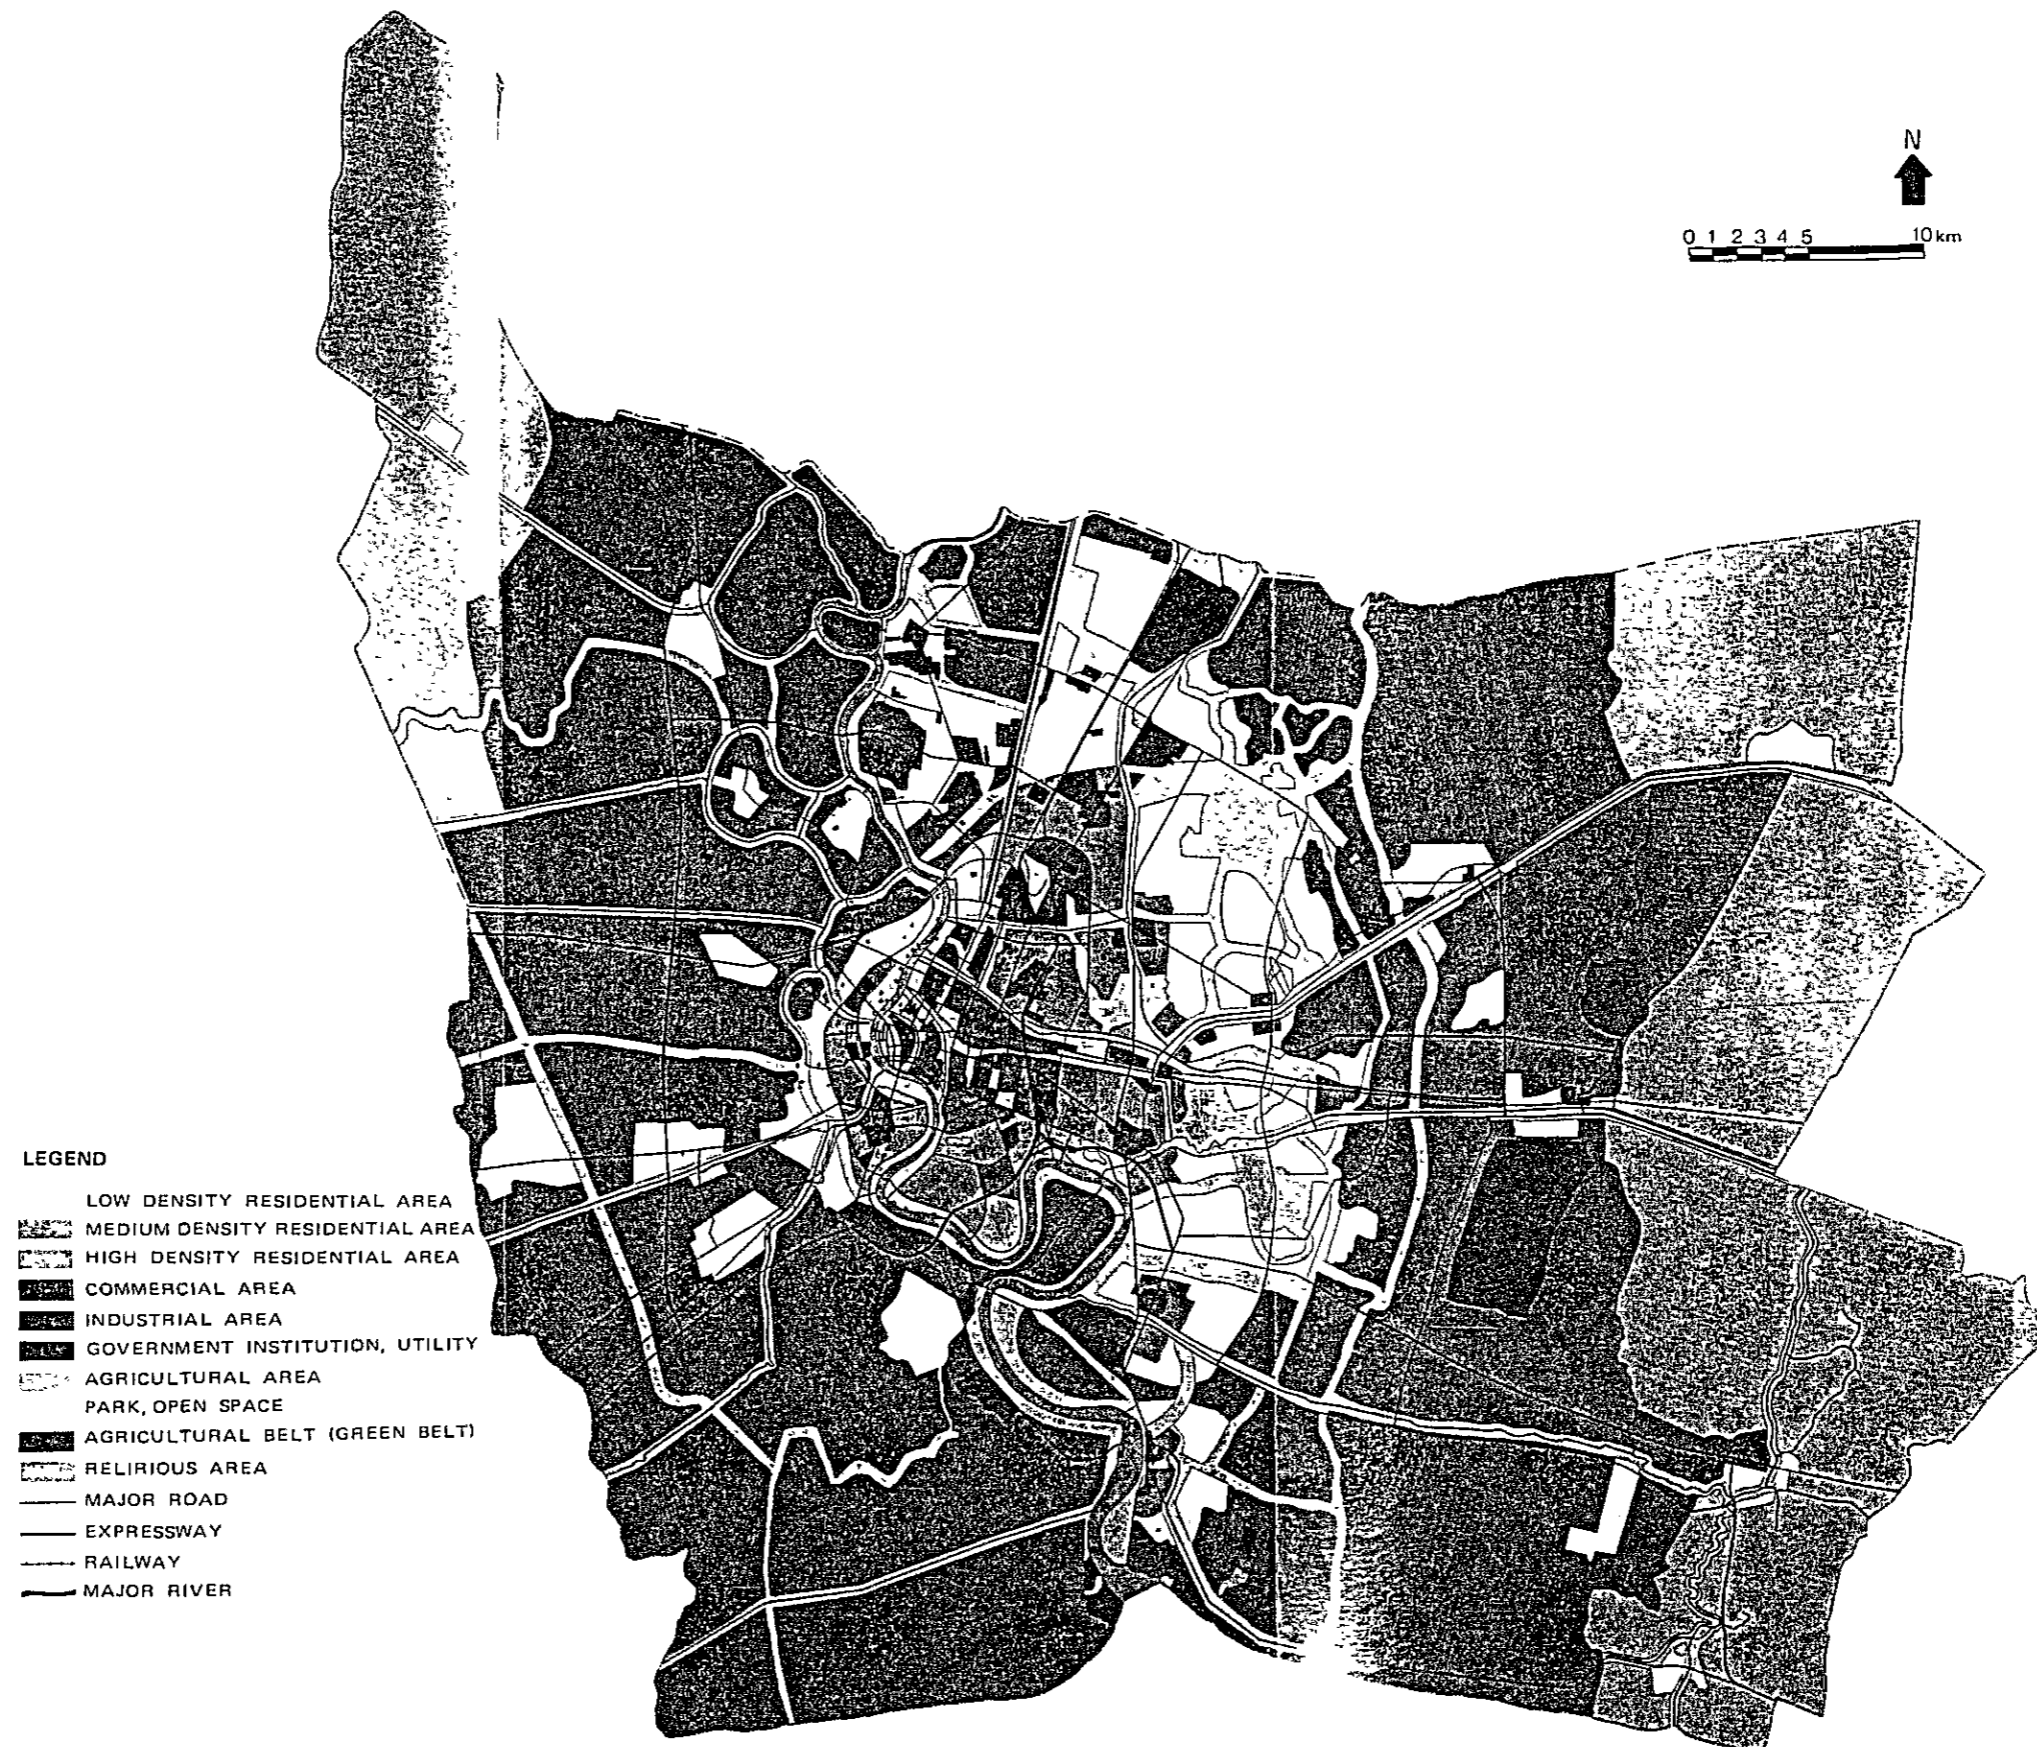 N
0 1 2 3 4 5 10 km
LEGEND
LOW DENSITY RESIDENTIAL AREA
MEDIUM DENSITY RESIDENTIAL AREA
HIGH DENSITY RESIDENTIAL AREA
COMMERCIAL AREA
INDUSTRIAL AREA
GOVERNMENT INSTITUTION, UTILITY
AGRICULTURAL AREA
PARK, OPEN SPACE
AGRICULTURAL BELT (GREEN BELT)
RELIRIOUS AREA
MAJOR ROAD
EXPRESSWAY
RAILWAY
MAJOR RIVER